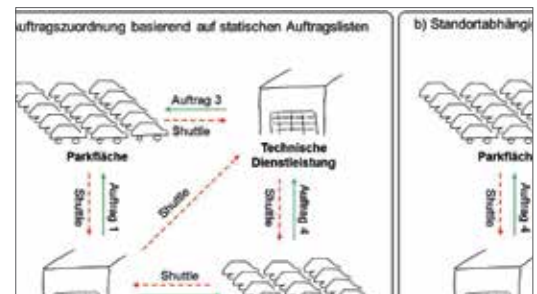 uftragszuordnung basierend auf statischen Auftragslisten
b) Standortabhängi
Auftrag 3
Shuttle
Parkfläche
Technische
Dienstleistung
Parkfläch
Shuttle
Auftrag 1
Shuttle
Shuttle
Auftrag 4
Shuttle
Auftrag 4
Shuttle